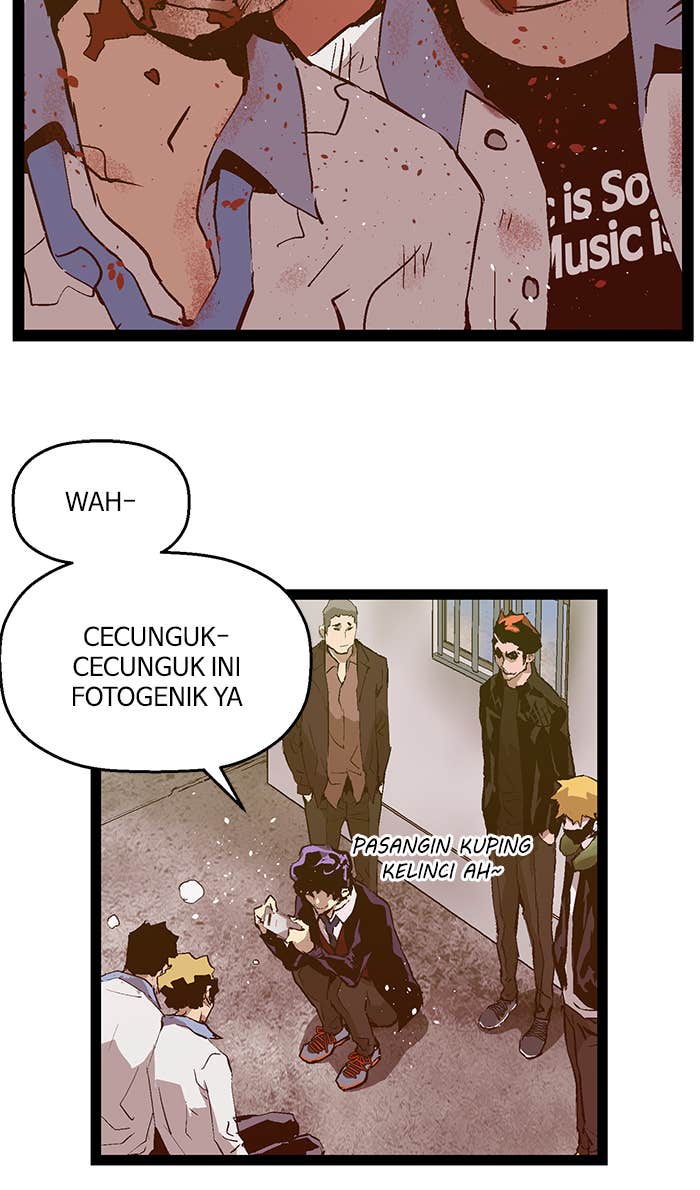 is So
Music is
WAH-
CECUNGUK-
CECUNGUK INI
FOTOGENIK YA
PASANGIN KUPING
KELINCI AH~